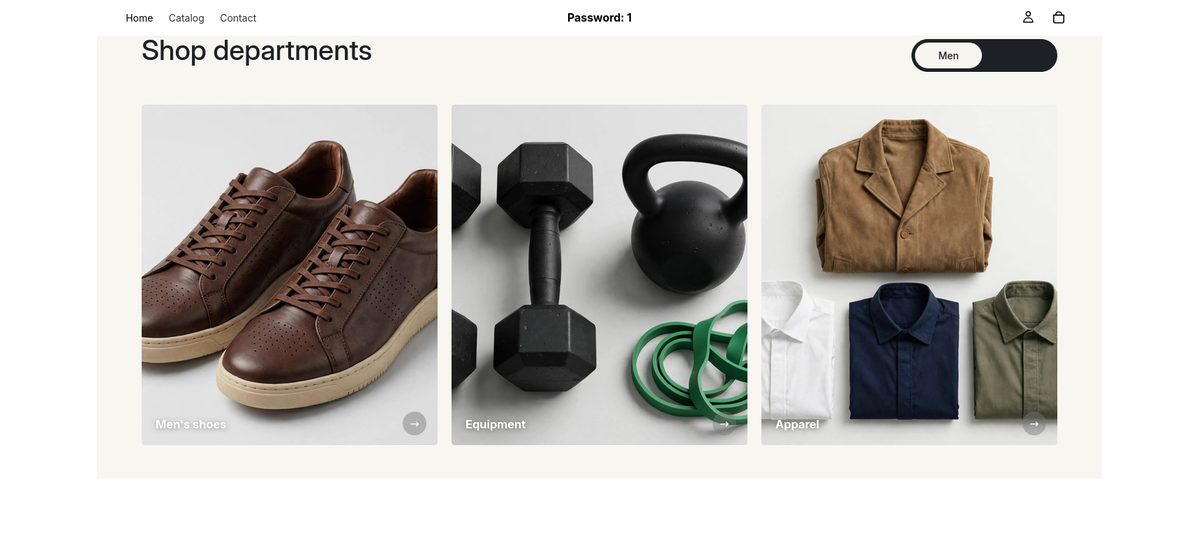 Home Catalog Contact
Password: 1
Shop departments
Men
Men's shoes →
Equipment →
Apparel →